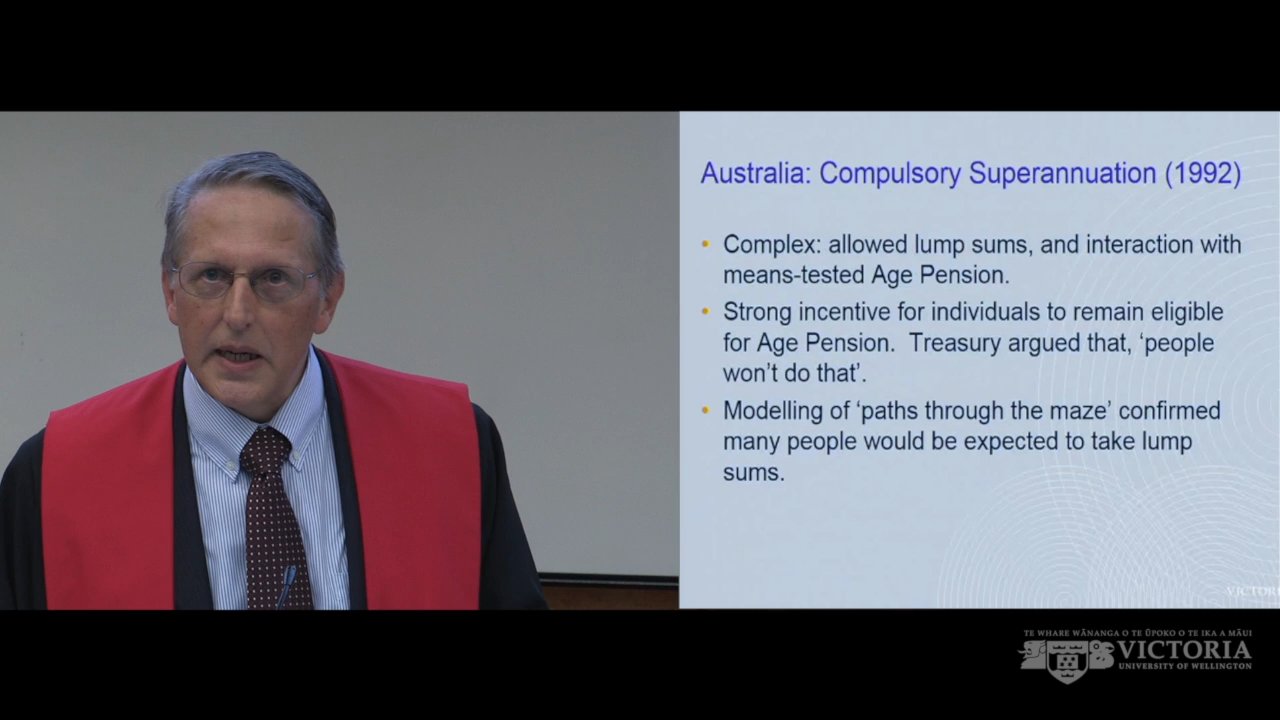 Australia: Compulsory Superannuation (1992)
• Complex: allowed lump sums, and interaction with
means-tested Age Pension.
• Strong incentive for individuals to remain eligible
for Age Pension.  Treasury argued that, ‘people
won’t do that’.
• Modelling of ‘paths through the maze’ confirmed
many people would be expected to take lump
sums.
TE WHARE WĀNANGA O TE ŪPOKO O TE IKA A MĀUI
VICTORIA
UNIVERSITY OF WELLINGTON